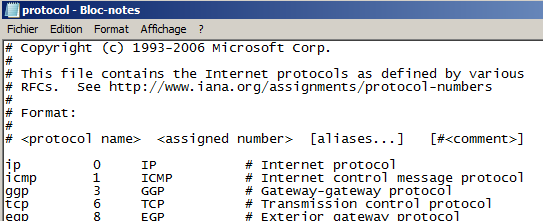 protocol - Bloc-notes
Fichier Edition Format Affichage ?
# Copyright (c) 1993-2006 Microsoft Corp.
#
# This file contains the Internet protocols as defined by various
# RFCs.  See http://www.iana.org/assignments/protocol-numbers
#
# Format:
#
# <protocol name>  <assigned number>  [aliases...]   [#<comment>]
ip       0     IP           # Internet protocol
icmp     1     ICMP         # Internet control message protocol
ggp      3     GGP          # Gateway-gateway protocol
tcp      6     TCP          # Transmission control protocol
egp      8     EGP          # Exterior gateway protocol